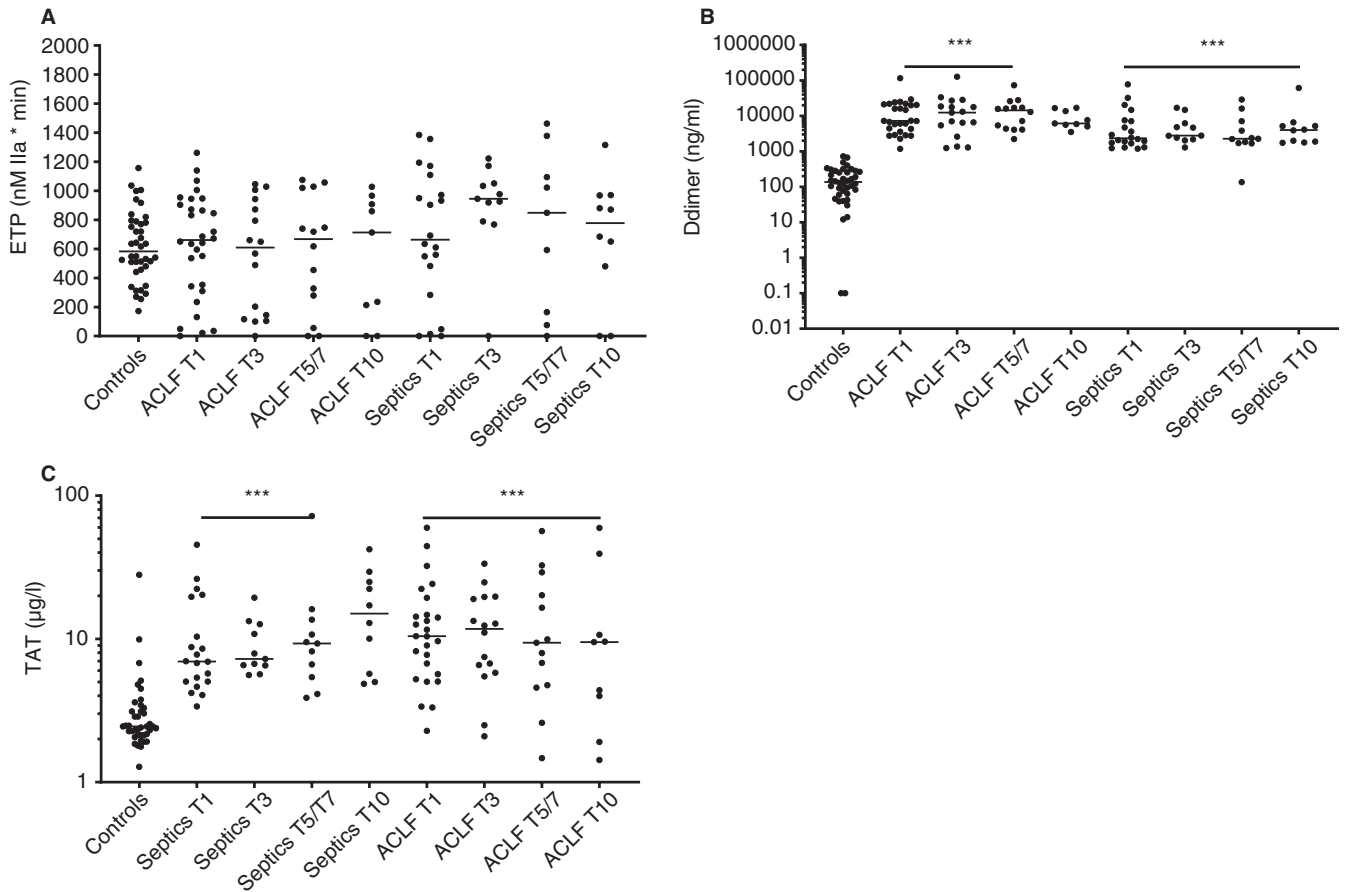 A
2000
1800
1600
1400
1200
1000
800
600
400
200
0
ETP (nM IIa * min)
Controls
ACLF T1
ACLF T3
ACLF T5/7
ACLF T10
Septics T1
Septics T3
Septics T5/T7
Septics T10
B
1000000
100000
10000
1000
100
10
1
0.1
0.01
Ddimer (ng/ml)
***
***
Controls
ACLF T1
ACLF T3
ACLF T5/7
ACLF T10
Septics T1
Septics T3
Septics T5/T7
Septics T10
C
100
10
1
TAT (µg/l)
***
***
Controls
Septics T1
Septics T3
Septics T5/T7
Septics T10
ACLF T1
ACLF T3
ACLF T5/7
ACLF T10